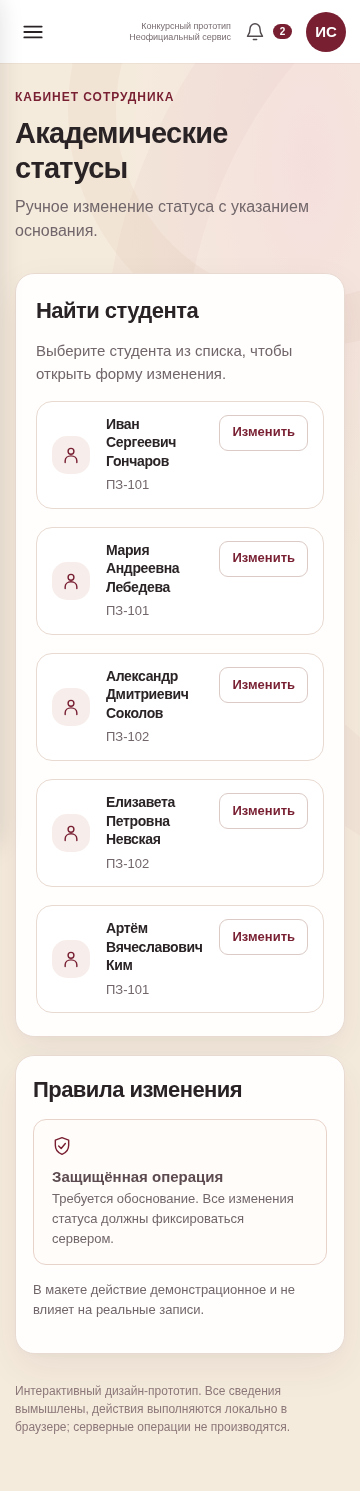 Конкурсный прототип
Неофициальный сервис
2
ИС
КАБИНЕТ СОТРУДНИКА
Академические
статусы
Ручное изменение статуса с указанием
основания.
Найти студента
Выберите студента из списка, чтобы
открыть форму изменения.
Иван
Сергеевич
Гончаров
ПЗ-101
Изменить
Мария
Андреевна
Лебедева
ПЗ-101
Изменить
Александр
Дмитриевич
Соколов
ПЗ-102
Изменить
Елизавета
Петровна
Невская
ПЗ-102
Изменить
Артём
Вячеславович
Ким
ПЗ-101
Изменить
Правила изменения
Защищённая операция
Требуется обоснование. Все изменения
статуса должны фиксироваться
сервером.
В макете действие демонстрационное и не
влияет на реальные записи.
Интерактивный дизайн-прототип. Все сведения
вымышлены, действия выполняются локально в
браузере; серверные операции не производятся.